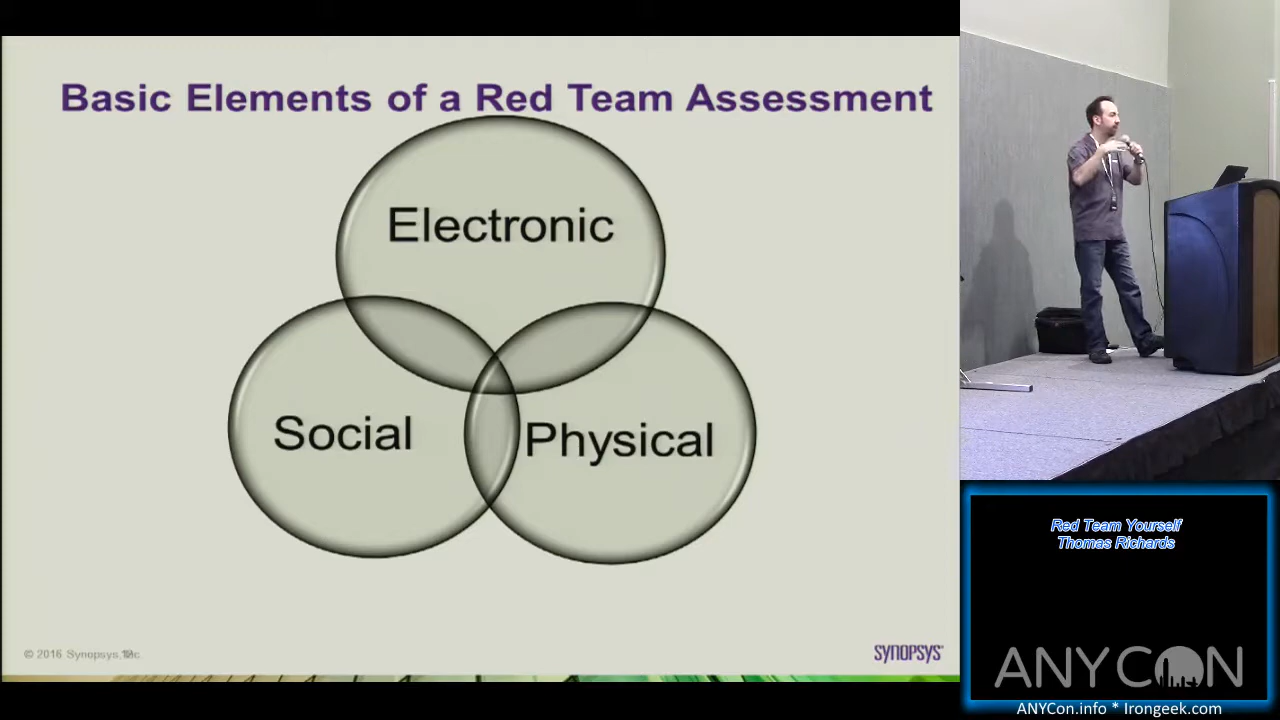 Basic Elements of a Red Team Assessment
Electronic
Social
Physical
© 2016 Synopsys, Inc.
SYNOPSYS
Red Team Yourself
Thomas Richards
ANYCON
ANYCon.info * Irongeek.com